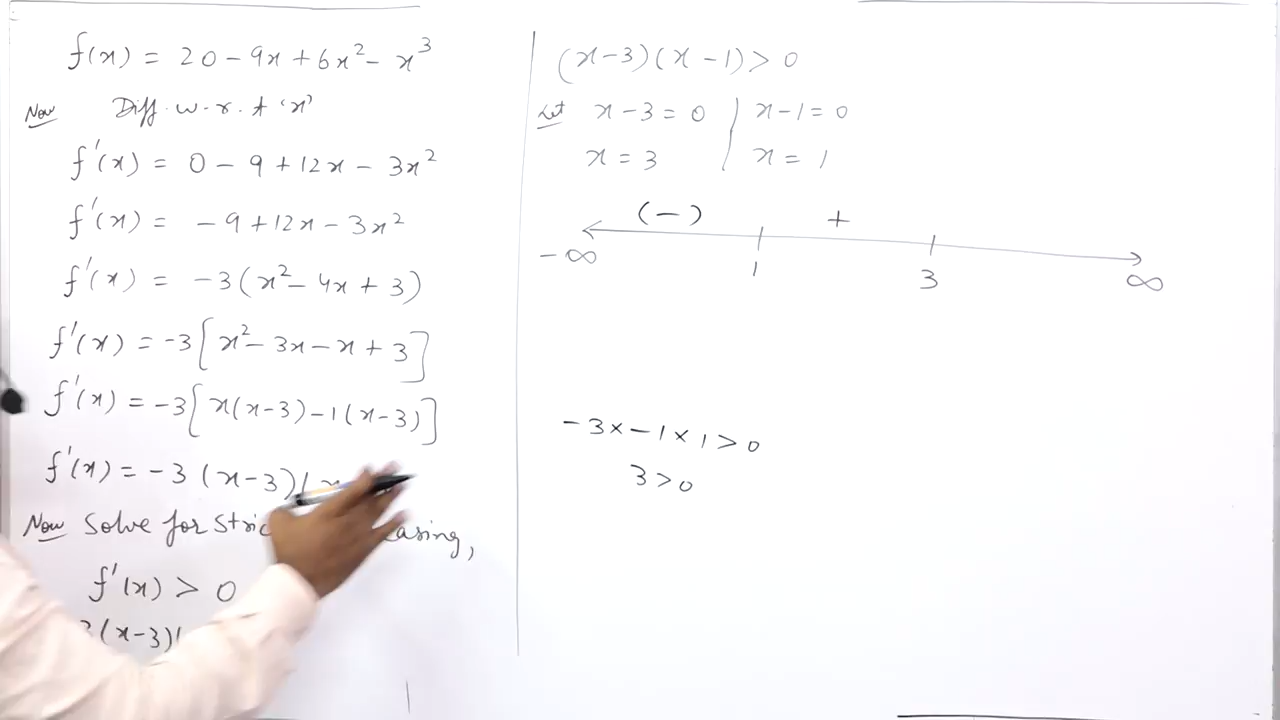 f(x) = 20 - 9x + 6x² - x³
Now Diff. w.r.t 'x'
f'(x) = 0 - 9 + 12x - 3x²
f'(x) = -9 + 12x - 3x²
f'(x) = -3(x² - 4x + 3)
f'(x) = -3[x² - 3x - x + 3]
f'(x) = -3[x(x-3) - 1(x-3)]
f'(x) = -3 (x-3)(
Now Solve for
f'(x) > 0
(x-3)(
(x-3)(x-1) > 0
Let x-3 = 0 | x-1 = 0
x = 3 | x = 1
(-) +
-∞ 1 3 ∞
-3 × -1 × 1 > 0
3 > 0